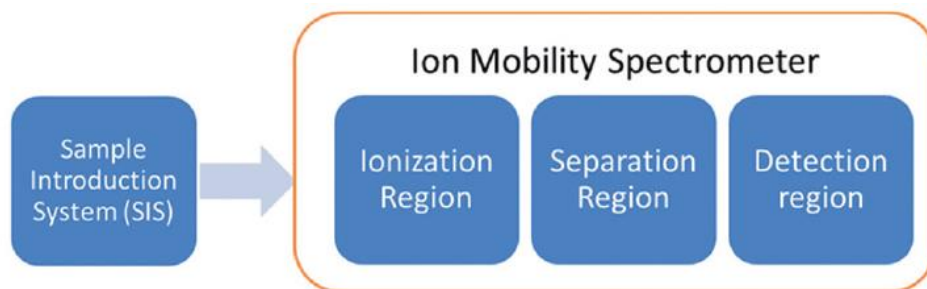 Ion Mobility Spectrometer
Sample
Introduction
System (SIS)
Ionization
Region
Separation
Region
Detection
region